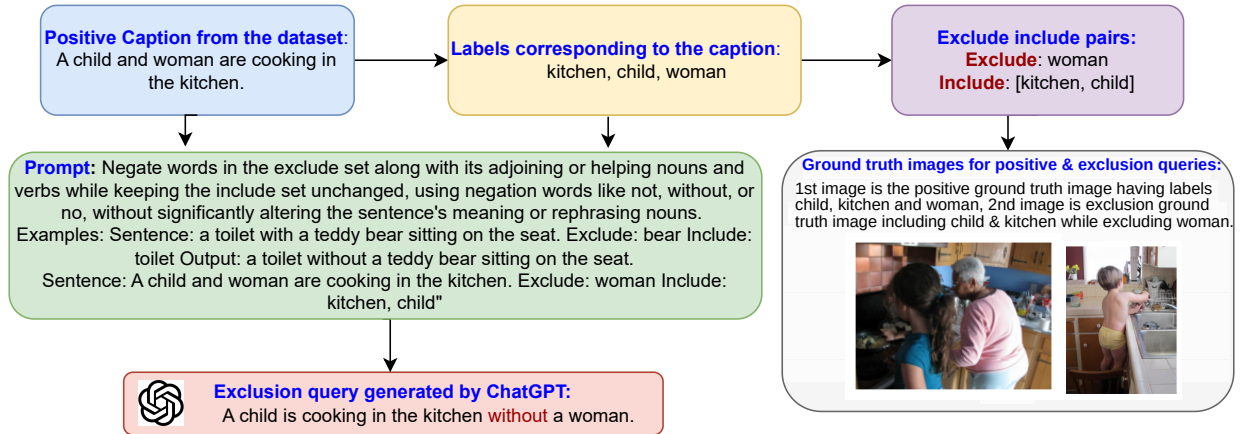 Positive Caption from the dataset:
A child and woman are cooking in
the kitchen.
Labels corresponding to the caption:
kitchen, child, woman
Exclude include pairs:
Exclude: woman
Include: [kitchen, child]
Prompt: Negate words in the exclude set along with its adjoining or helping nouns and
verbs while keeping the include set unchanged, using negation words like not, without, or
no, without significantly altering the sentence's meaning or rephrasing nouns.
Examples: Sentence: a toilet with a teddy bear sitting on the seat. Exclude: bear Include:
toilet Output: a toilet without a teddy bear sitting on the seat.
Sentence: A child and woman are cooking in the kitchen. Exclude: woman Include:
kitchen, child"
Ground truth images for positive & exclusion queries:
1st image is the positive ground truth image having labels
child, kitchen and woman, 2nd image is exclusion ground
truth image including child & kitchen while excluding woman.
Exclusion query generated by ChatGPT:
A child is cooking in the kitchen without a woman.